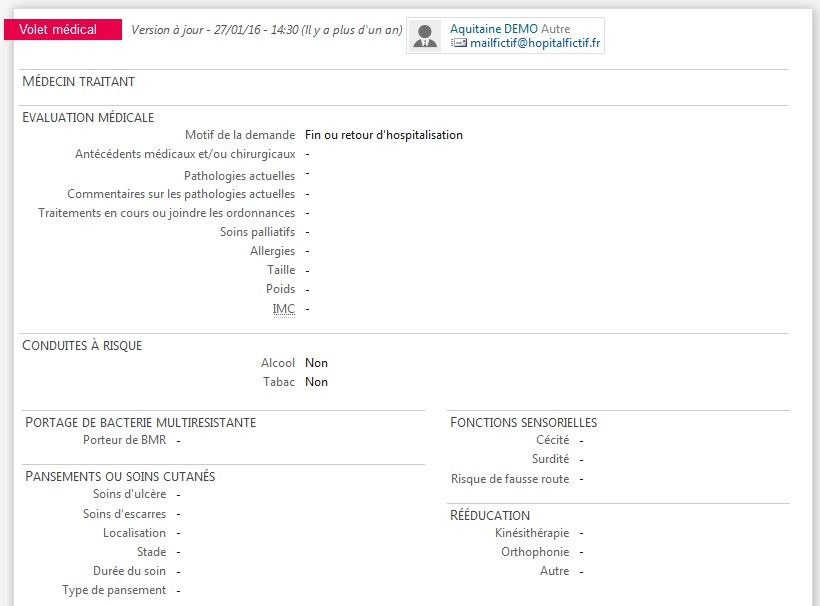 Volet médical
Version à jour - 27/01/16 - 14:30 (Il y a plus d'un an)
Aquitaine DEMO Autre
mailfictif@hopitalfictif.fr
MÉDECIN TRAITANT
EVALUATION MÉDICALE
Motif de la demande Fin ou retour d'hospitalisation
Antécédents médicaux et/ou chirurgicaux -
Pathologies actuelles -
Commentaires sur les pathologies actuelles -
Traitements en cours ou joindre les ordonnances -
Soins palliatifs -
Allergies -
Taille -
Poids -
IMC -
CONDUITES À RISQUE
Alcool Non
Tabac Non
PORTAGE DE BACTERIE MULTIRESISTANTE
Porteur de BMR -
PANSEMENTS OU SOINS CUTANÉS
Soins d'ulcère -
Soins d'escarres -
Localisation -
Stade -
Durée du soin -
Type de pansement -
FONCTIONS SENSORIELLES
Cécité -
Surdité -
Risque de fausse route -
RÉÉDUCATION
Kinésithérapie -
Orthophonie -
Autre -